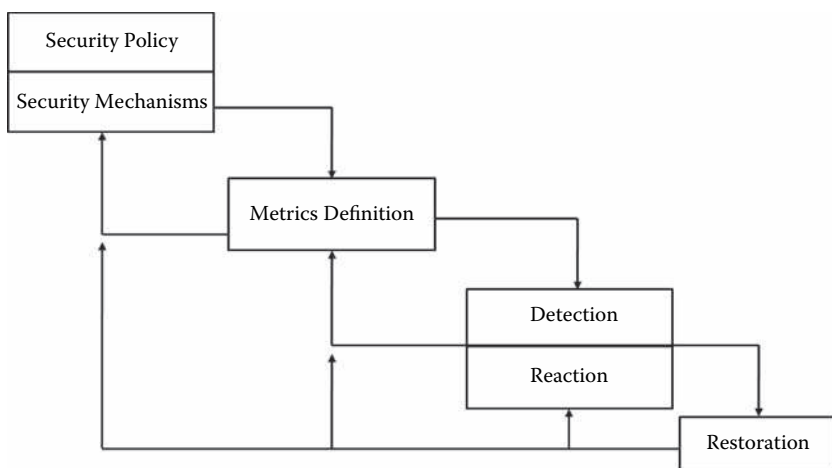 Security Policy
Security Mechanisms
Metrics Definition
Detection
Reaction
Restoration